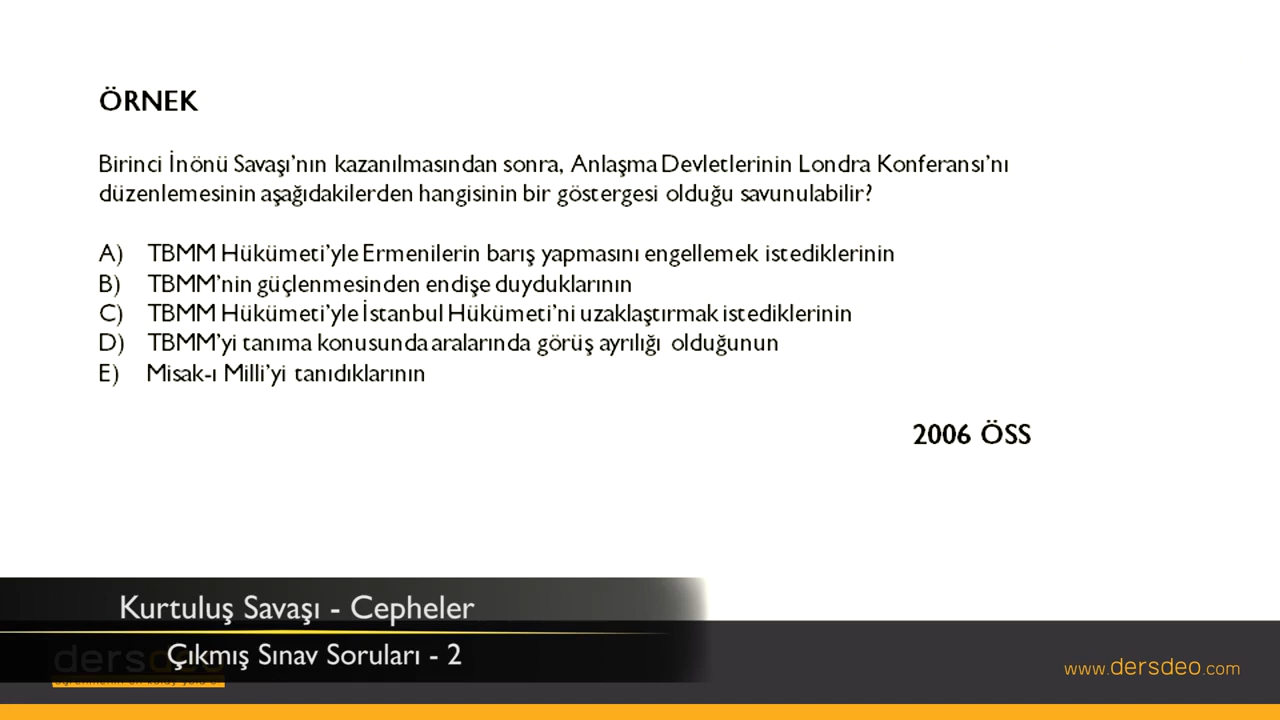 ÖRNEK
Birinci İnönü Savaşı'nın kazanılmasından sonra, Anlaşma Devletlerinin Londra Konferansı'nı
düzenlemesinin aşağıdakilerden hangisinin bir göstergesi olduğu savunulabilir?
A) TBMM Hükümeti'yle Ermenilerin barış yapmasını engellemek istediklerinin
B) TBMM'nin güçlenmesinden endişe duyduklarının
C) TBMM Hükümeti'yle İstanbul Hükümeti'ni uzaklaştırmak istediklerinin
D) TBMM'yi tanıma konusunda aralarında görüş ayrılığı olduğunun
E) Misak-ı Milli'yi tanıdıklarının
2006 ÖSS
Kurtuluş Savaşı - Cepheler
Çıkmış Sınav Soruları - 2
dersdeo
www.dersdeo.com